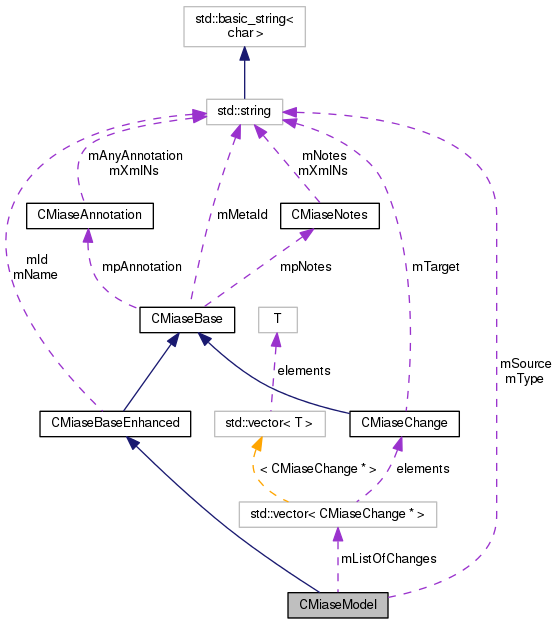 std::basic_string<
char >
std::string
mAnyAnnotation
mXmlNs
mNotes
mXmlNs
CMiaseAnnotation
mMetaId
CMiaseNotes
mId
mName
mpAnnotation
mpNotes
mTarget
CMiaseBase
T
elements
mSource
mType
CMiaseBaseEnhanced
std::vector< T >
CMiaseChange
< CMiaseChange * >
elements
std::vector< CMiaseChange * >
mListOfChanges
CMiaseModel